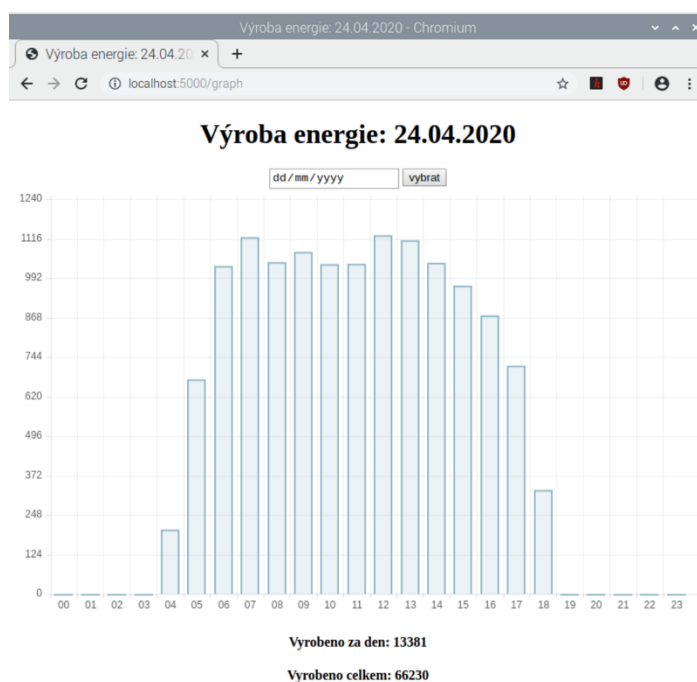 Výroba energie: 24.04.2020 - Chromium
Výroba energie: 24.04.20
localhost:5000/graph
Výroba energie: 24.04.2020
dd/mm/yyyy vybrat
1240
1116
992
868
744
620
496
372
248
124
0
00 01 02 03 04 05 06 07 08 09 10 11 12 13 14 15 16 17 18 19 20 21 22 23
Vyrobeno za den: 13381
Vyrobeno celkem: 66230